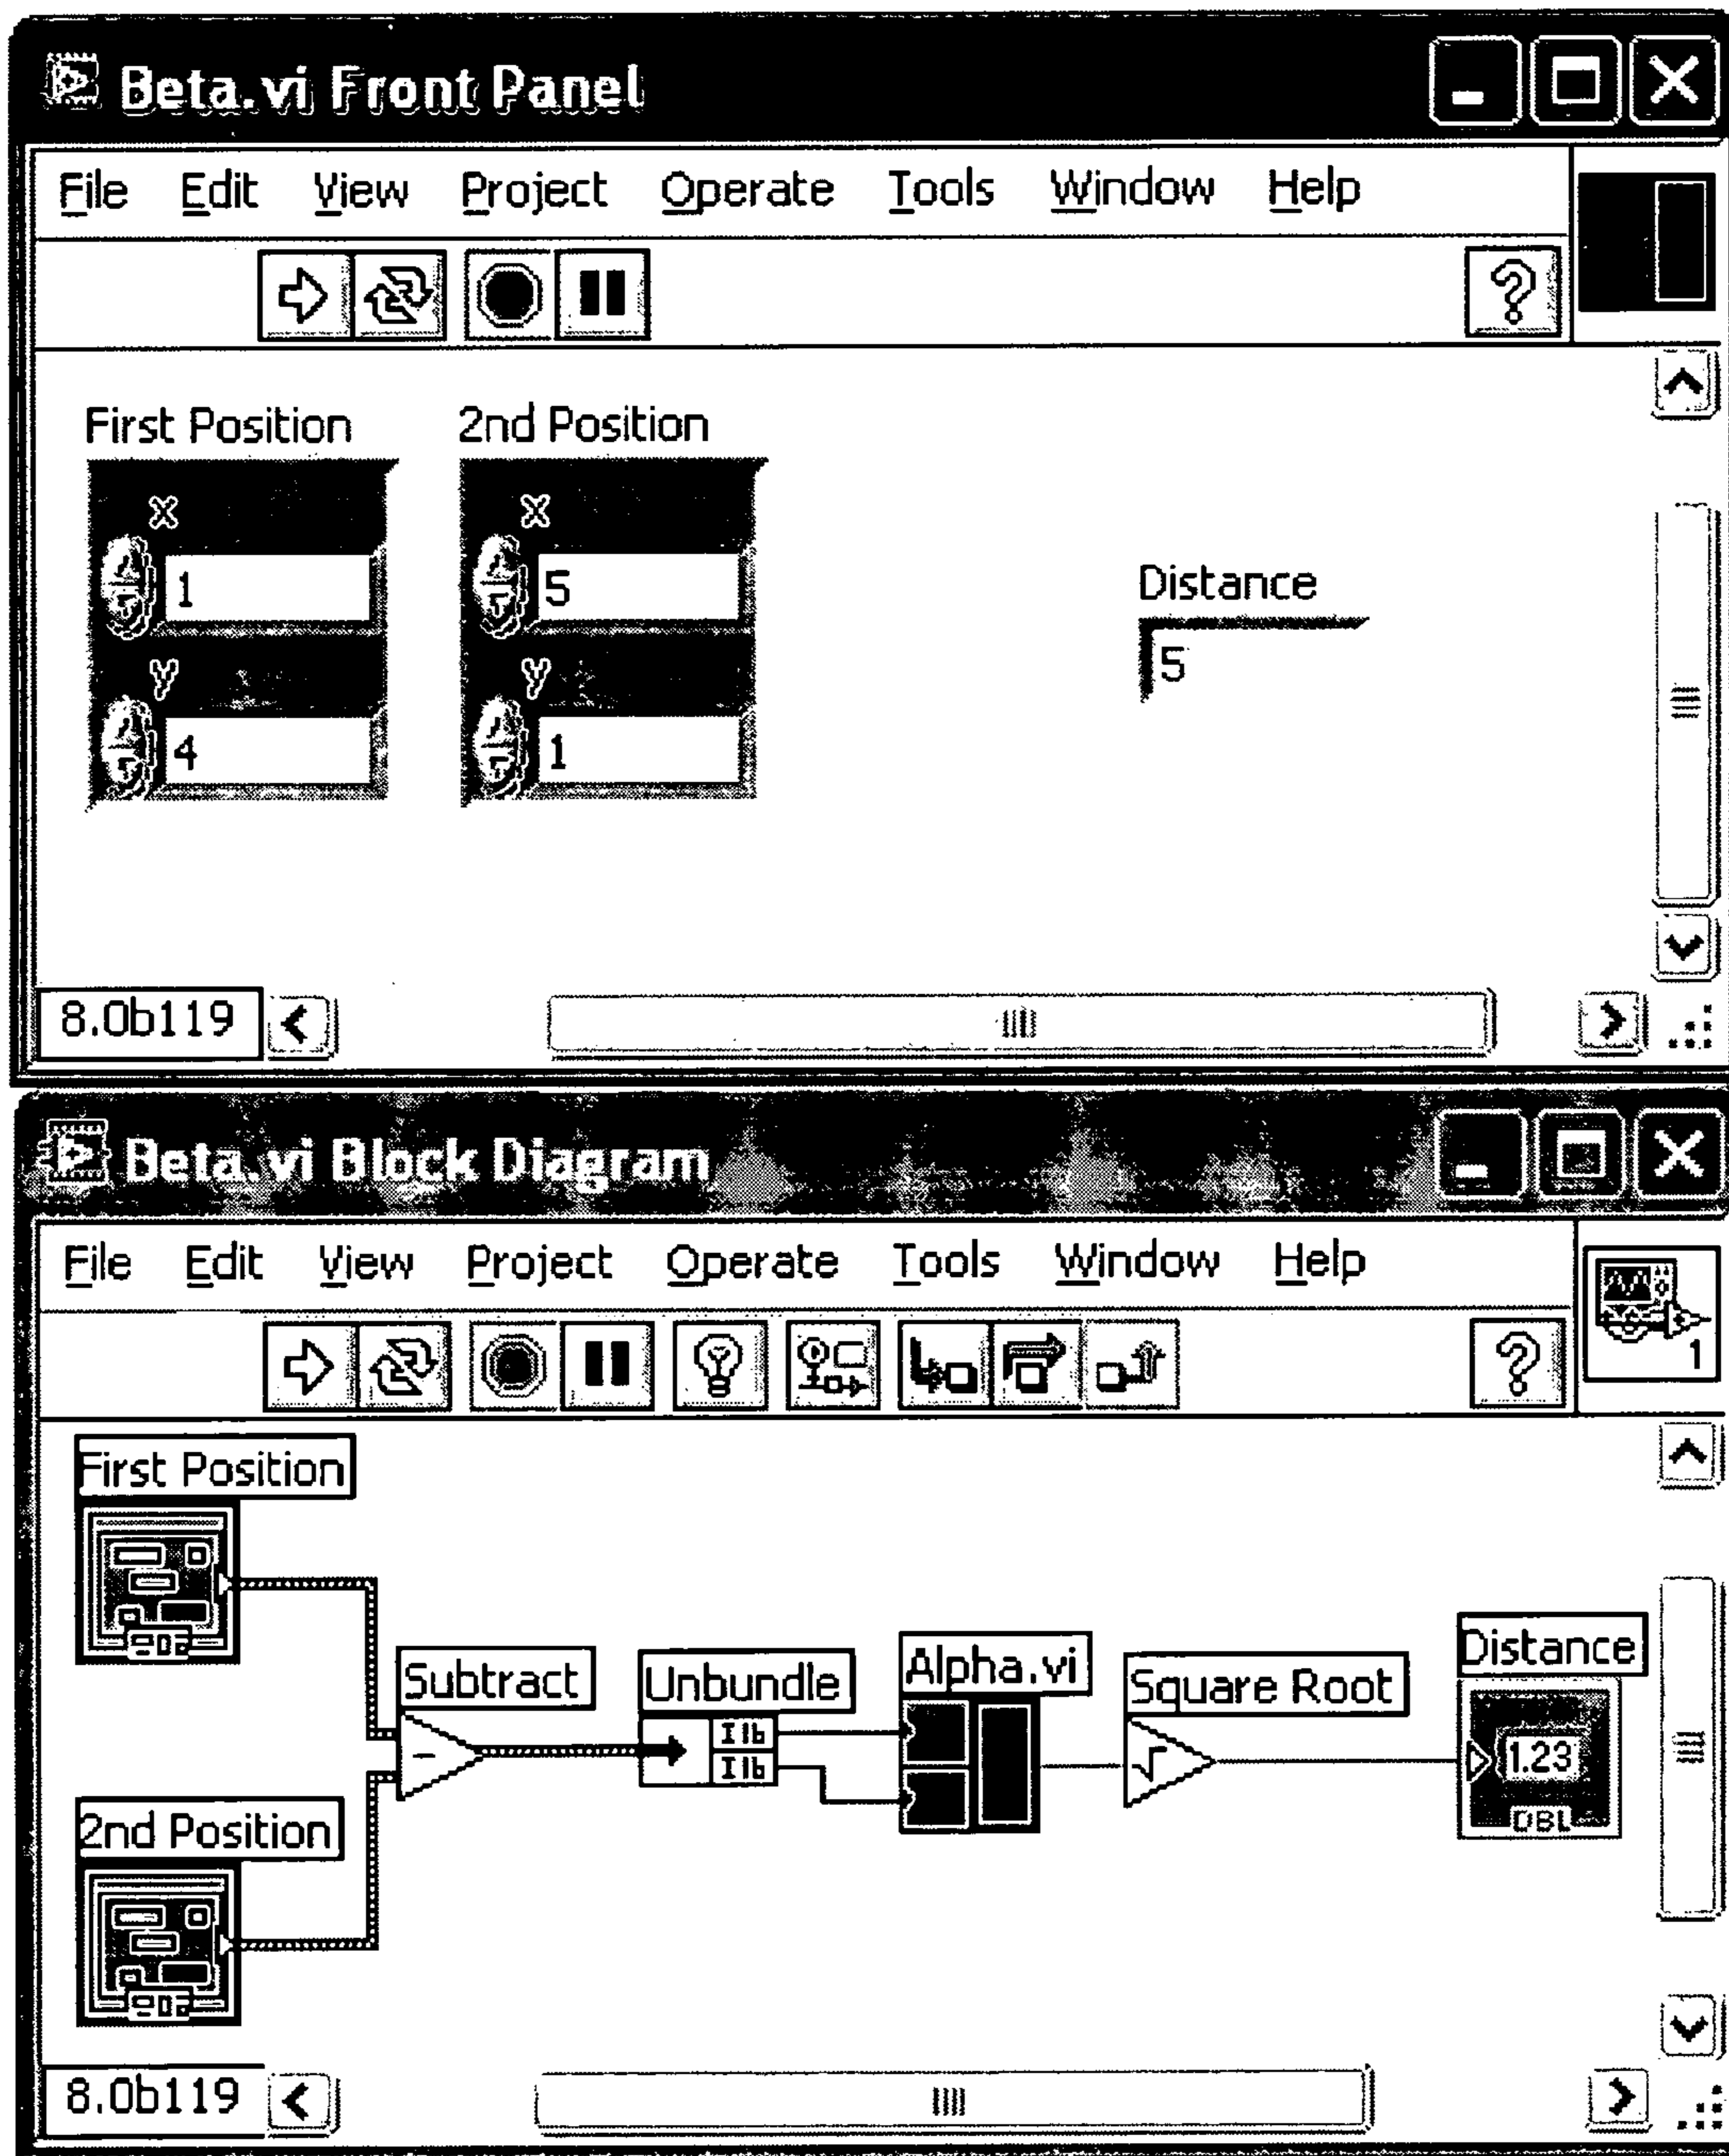 Beta.vi Front Panel
File Edit View Project Operate Tools Window Help
?
First Position 2nd Position
X X
1 5
Distance
5
Y Y
4 1
8.0b119
Beta.vi Block Diagram
File Edit View Project Operate Tools Window Help
?
1
First Position
Subtract Unbundle Alpha.vi Square Root Distance
I16
I16
1.23
DBL
2nd Position
8.0b119